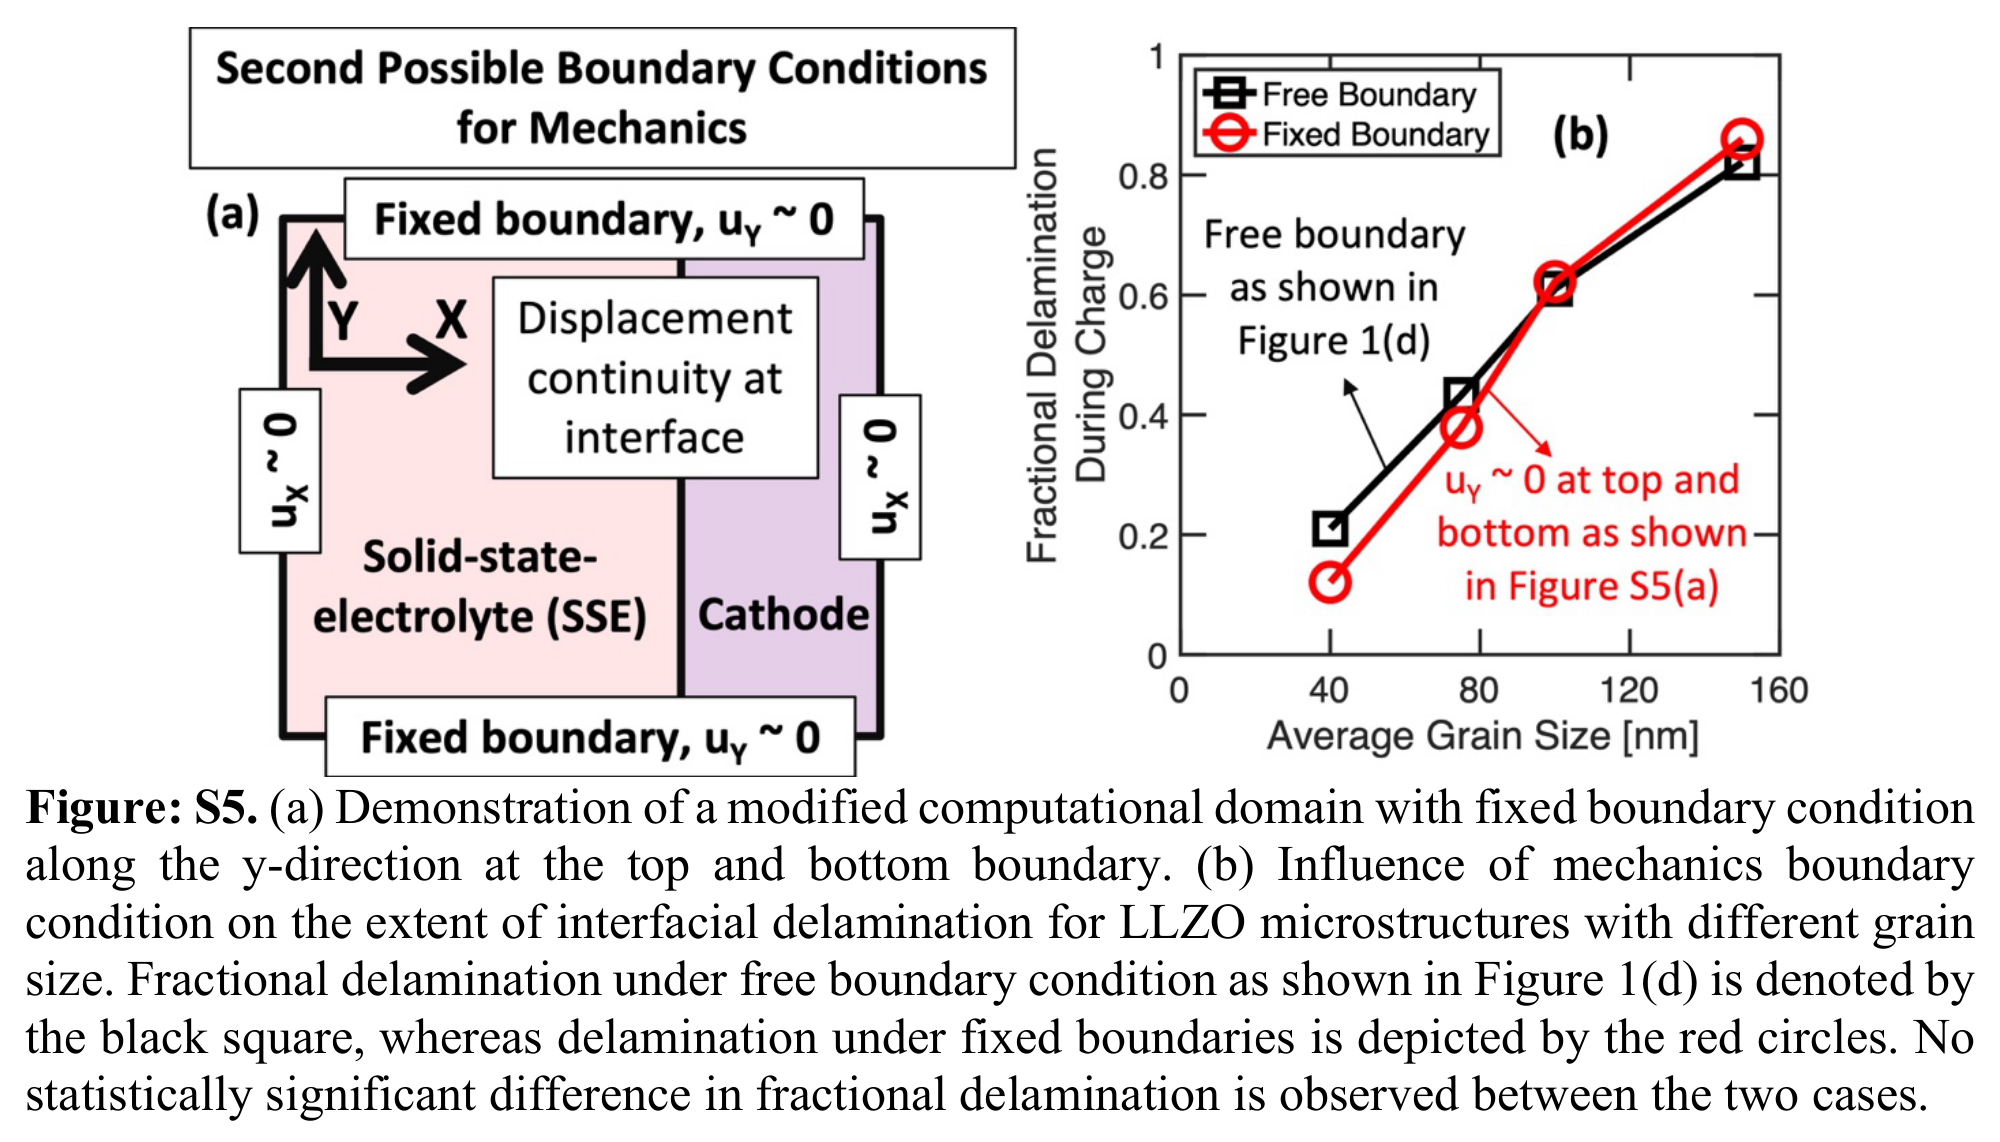 Second Possible Boundary Conditions
for Mechanics
(a)
Fixed boundary, uY ~ 0
Y
X
Displacement
continuity at
interface
uX ~ 0
uX ~ 0
Solid-state-
electrolyte (SSE)
Cathode
Fixed boundary, uY ~ 0
Fractional Delamination
During Charge
1
0.8
0.6
0.4
0.2
0
Free Boundary
Fixed Boundary
(b)
Free boundary
as shown in
Figure 1(d)
uY ~ 0 at top and
bottom as shown
in Figure S5(a)
0
40
80
120
160
Average Grain Size [nm]
Figure: S5. (a) Demonstration of a modified computational domain with fixed boundary condition
along the y-direction at the top and bottom boundary. (b) Influence of mechanics boundary
condition on the extent of interfacial delamination for LLZO microstructures with different grain
size. Fractional delamination under free boundary condition as shown in Figure 1(d) is denoted by
the black square, whereas delamination under fixed boundaries is depicted by the red circles. No
statistically significant difference in fractional delamination is observed between the two cases.